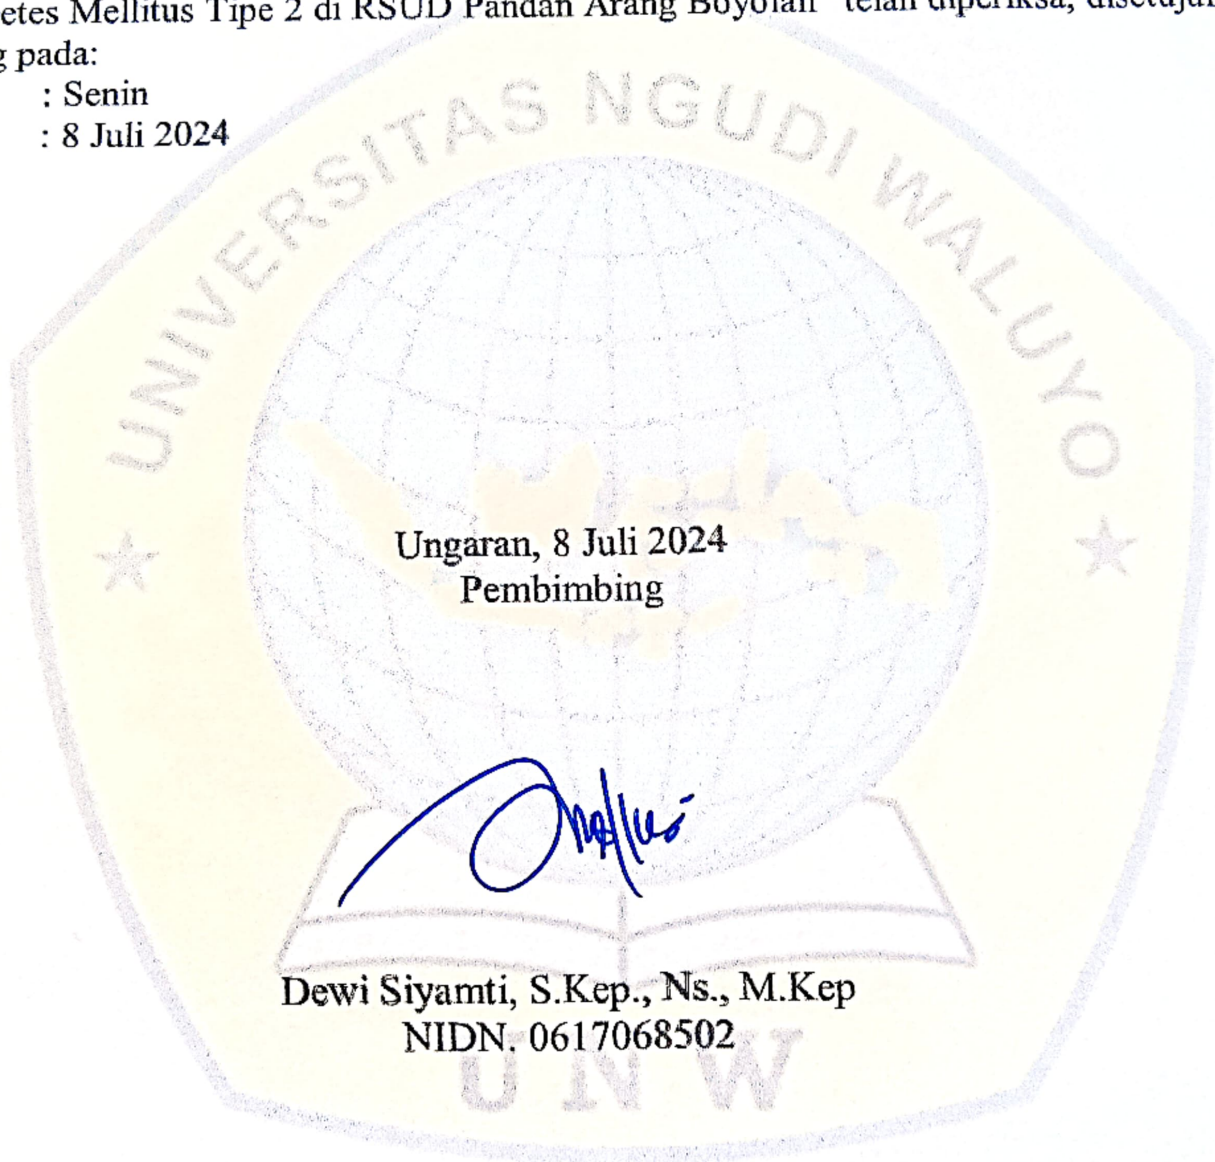 etes Mellitus Tipe 2 di RSUD Pandan Arang Boyolali" telah diperiksa, disetujui
g pada:
: Senin
: 8 Juli 2024
UNIVERSITAS NGUDI WALUYO
Ungaran, 8 Juli 2024
Pembimbing
Dewi Siyamti, S.Kep., Ns., M.Kep
NIDN. 0617068502
UNW